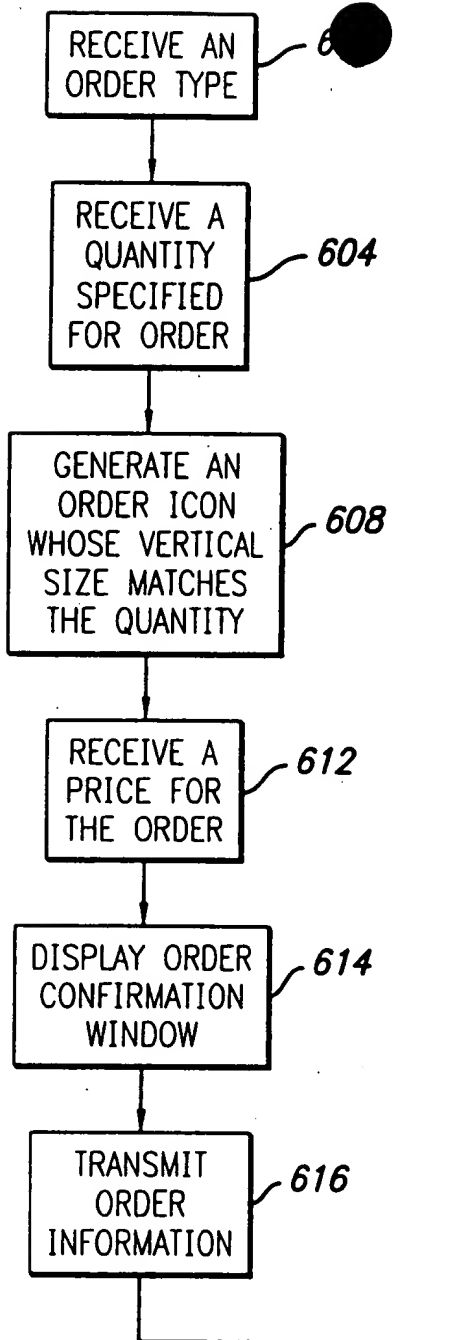 RECEIVE AN
ORDER TYPE
RECEIVE A
QUANTITY
SPECIFIED
FOR ORDER
604
GENERATE AN
ORDER ICON
WHOSE VERTICAL
SIZE MATCHES
THE QUANTITY
608
RECEIVE A
PRICE FOR
THE ORDER
612
DISPLAY ORDER
CONFIRMATION
WINDOW
614
TRANSMIT
ORDER
INFORMATION
616